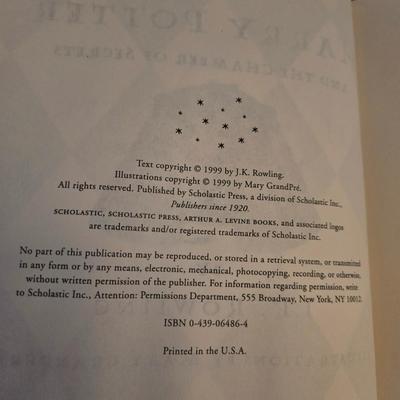 Text copyright © 1999 by J.K. Rowling.
Illustrations copyright © 1999 by Mary GrandPré.
All rights reserved. Published by Scholastic Press, a division of Scholastic Inc.,
Publishers since 1920.
SCHOLASTIC, SCHOLASTIC PRESS, ARTHUR A. LEVINE BOOKS, and associated logos
are trademarks and/or registered trademarks of Scholastic Inc.
No part of this publication may be reproduced, or stored in a retrieval system, or transmitted
in any form or by any means, electronic, mechanical, photocopying, recording, or otherwise,
without written permission of the publisher. For information regarding permission, write
to Scholastic Inc., Attention: Permissions Department, 555 Broadway, New York, NY 10012.
ISBN 0-439-06486-4
Printed in the U.S.A.